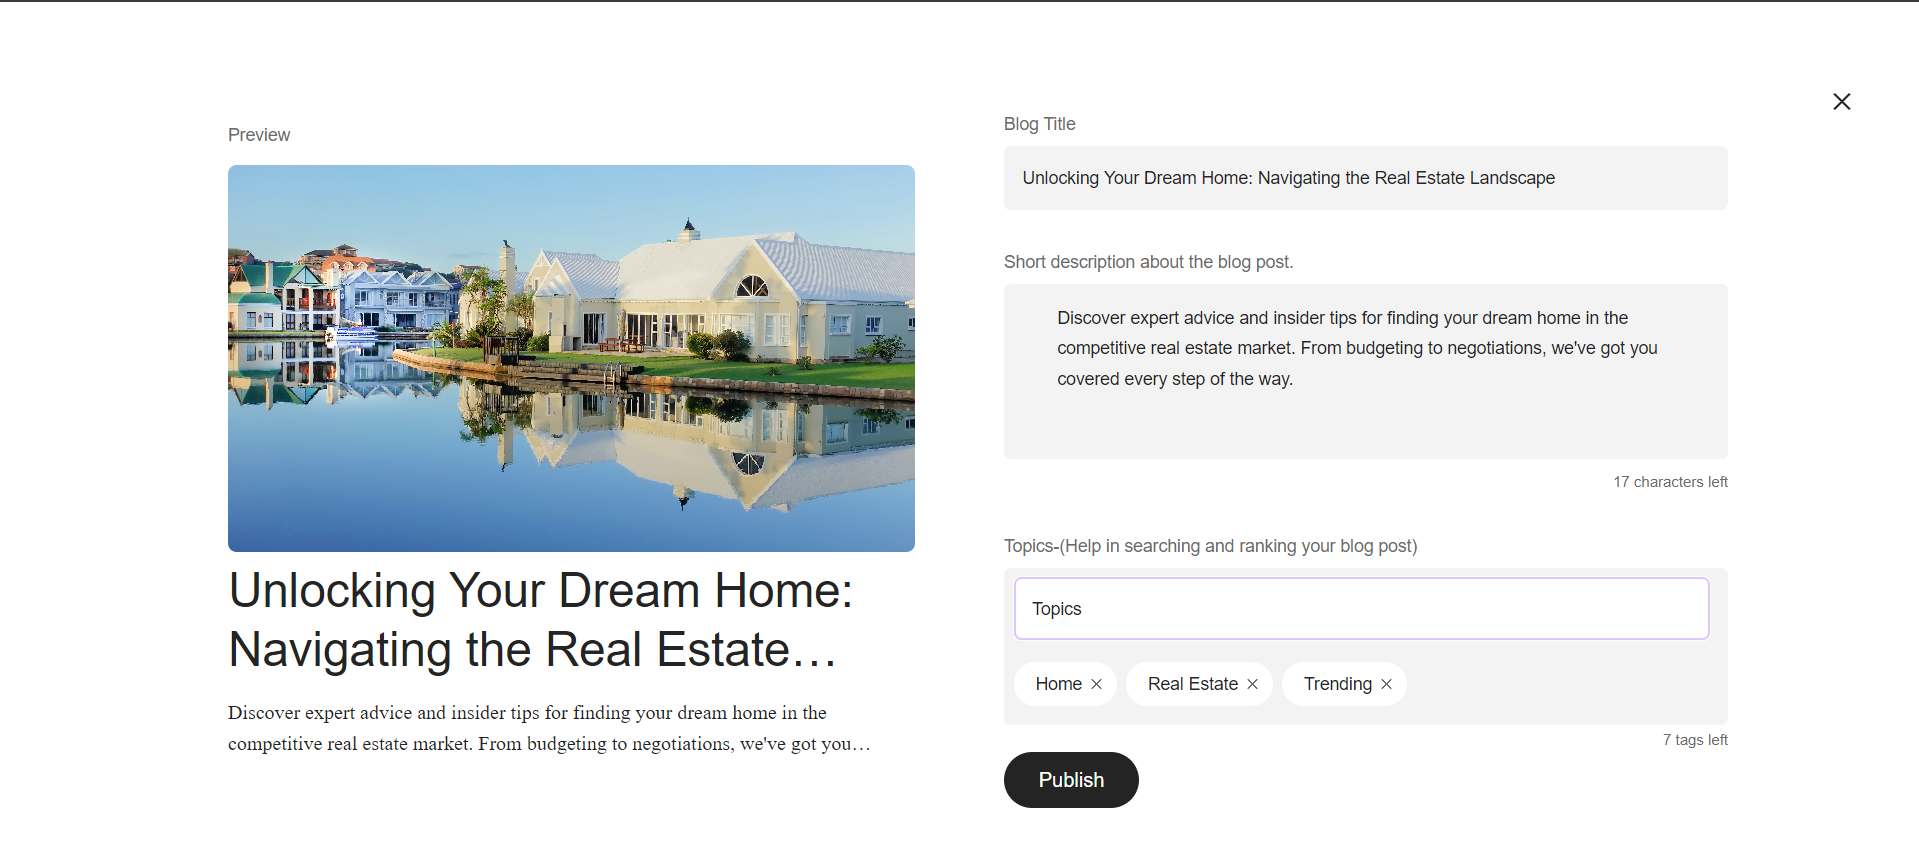 Preview
Unlocking Your Dream Home:
Navigating the Real Estate…
Discover expert advice and insider tips for finding your dream home in the
competitive real estate market. From budgeting to negotiations, we've got you…
Blog Title
Unlocking Your Dream Home: Navigating the Real Estate Landscape
Short description about the blog post.
Discover expert advice and insider tips for finding your dream home in the
competitive real estate market. From budgeting to negotiations, we've got you
covered every step of the way.
17 characters left
Topics-(Help in searching and ranking your blog post)
Topics
Home
Real Estate
Trending
7 tags left
Publish